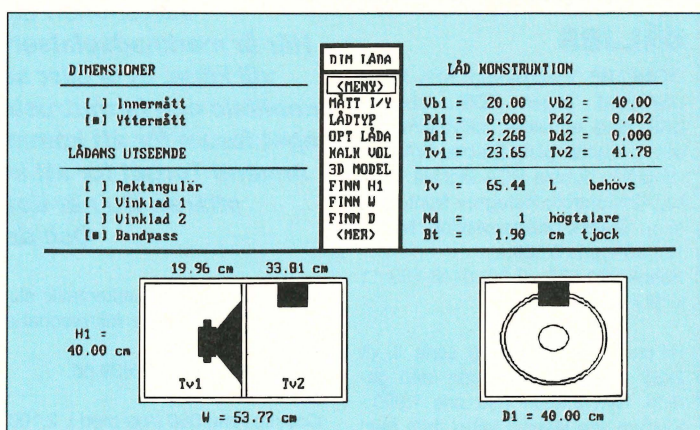 DIM LÅDA
DIMENSIONER
[ ] Innermått
[■] Yttermått
LÅDANS UTSEENDE
[ ] Rektangulär
[ ] Vinklad 1
[ ] Vinklad 2
[■] Bandpass
<MENY>
MÅTT I/Y
LÅDTYP
OPT LÅDA
KALK VOL
3D MODEL
FINN H1
FINN W
FINN D
<MER>
LÅD KONSTRUKTION
Vb1 = 20.00 Vb2 = 40.00
Pd1 = 0.000 Pd2 = 0.402
Dd1 = 2.268 Dd2 = 0.000
Tv1 = 23.65 Tv2 = 41.78
Tv = 65.44 L behövs
Nd = 1 högtalare
Bt = 1.90 cm tjock
19.96 cm 33.81 cm
H1 =
40.00 cm
Tv1 Tv2
W = 53.77 cm
D1 = 40.00 cm